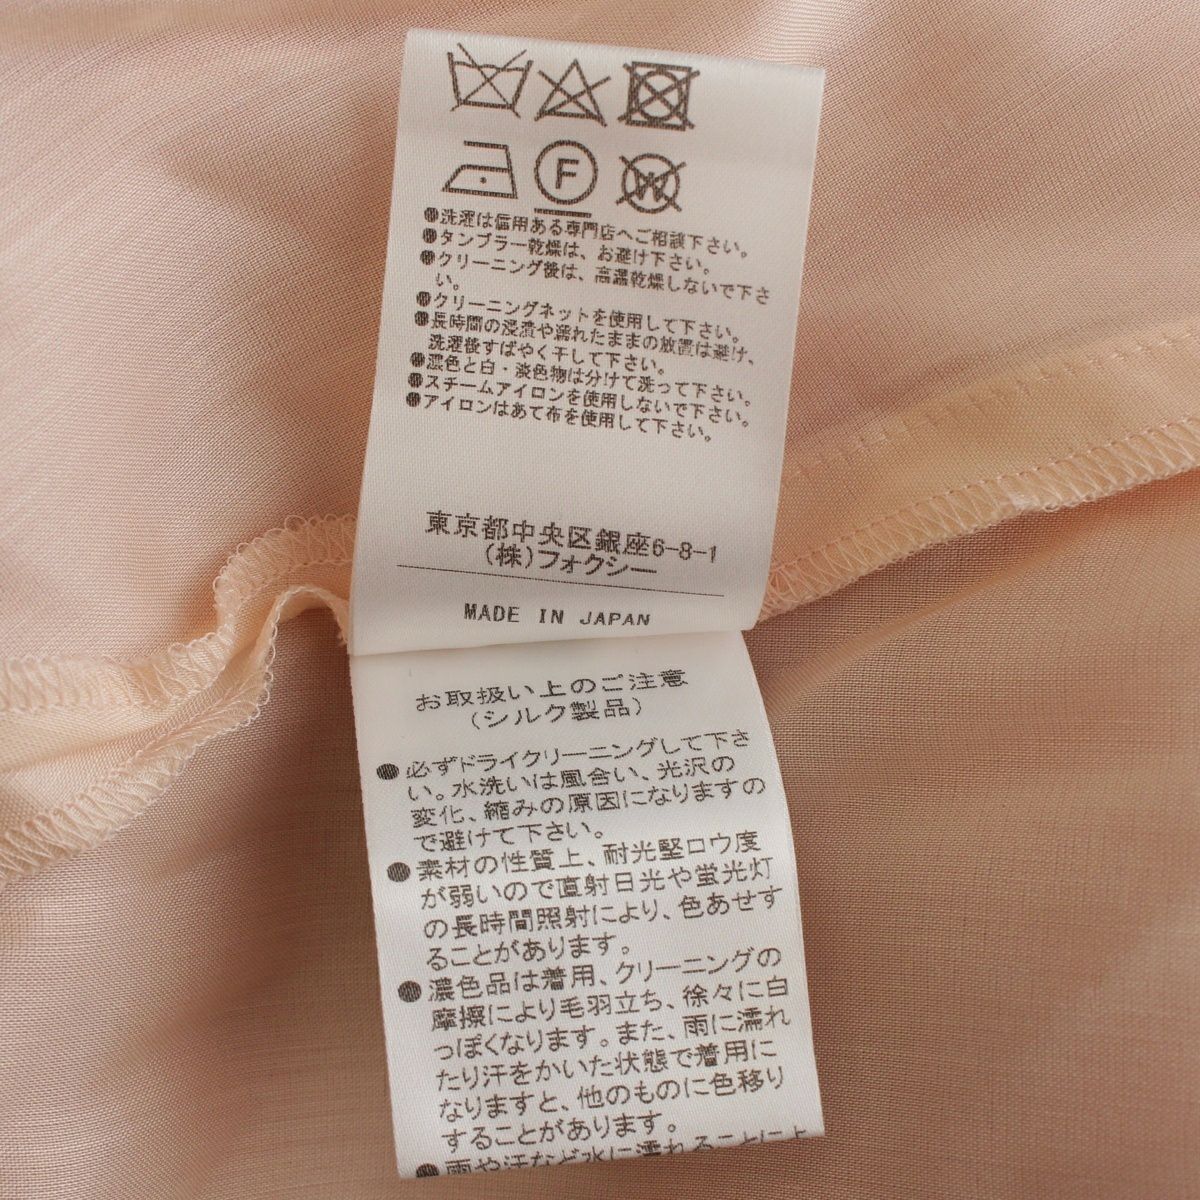 F
W
●洗濯は信用ある専門店へご相談下さい。
●タンブラー乾燥は、お避け下さい。
●クリーニング後は、高温乾燥しないで下さ
い。
●クリーニングネットを使用して下さい。
●長時間の浸漬や濡れたままの放置は避け、
洗濯後すばやく干して下さい。
●濃色と白・淡色物は分けて洗って下さい。
●スチームアイロンを使用しないで下さい。
●アイロンはあて布を使用して下さい。
東京都中央区銀座6-8-1
(株)フォクシー
MADE IN JAPAN
お取扱い上のご注意
(シルク製品)
●必ずドライクリーニングして下さ
い。水洗いは風合い、光沢の
変化、縮みの原因になりますの
で避けて下さい。
●素材の性質上、耐光堅ロウ度
が弱いので直射日光や蛍光灯
の長時間照射により、色あせす
ることがあります。
●濃色品は着用、クリーニングの
摩擦により毛羽立ち、徐々に白
っぽくなります。また、雨に濡れ
たり汗をかいた状態で着用に
なりますと、他のものに色移り
することがあります。
●雨や汗など水に濡れることによ